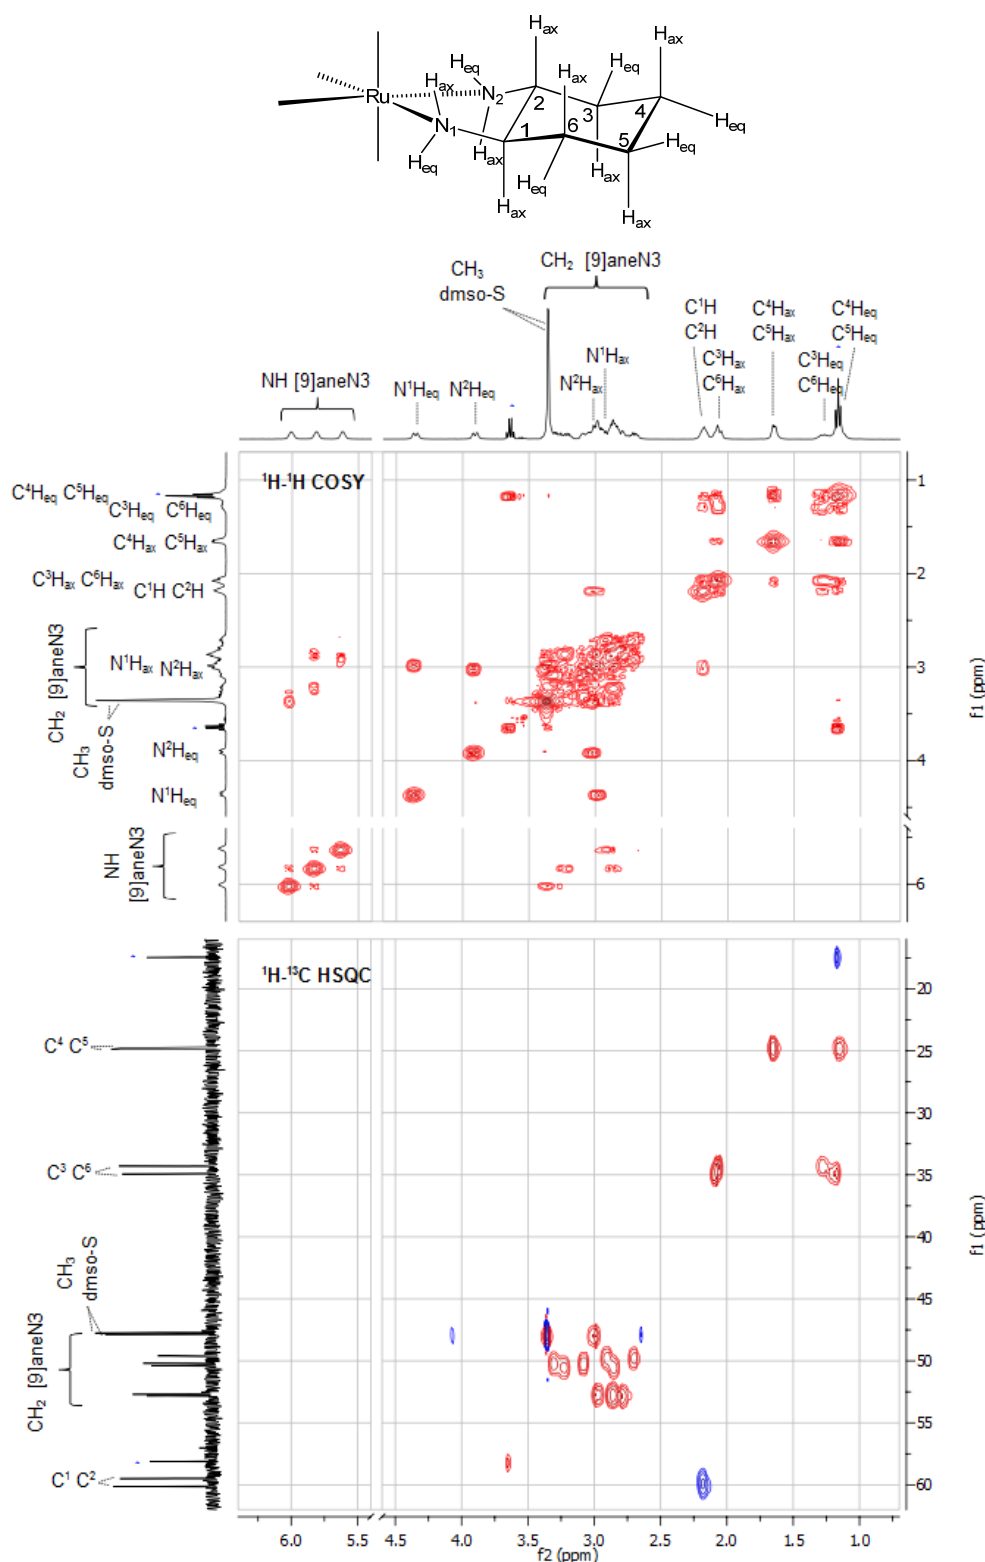 Hax
Hax
Heq
Hax
Heq
Hax
Ru
N2
2
3
4
Heq
N1
1
6
5
Heq
Heq
Hax
Heq
Hax
Hax
Hax
CH3
dmso-S
CH2 [9]aneN3
C1H
C2H
C4Hax
C5Hax
C4Heq
C5Heq
NH [9]aneN3
N1Heq
N2Heq
N2Hax
N1Hax
C3Hax
C6Hax
C3Heq
C6Heq
1H-1H COSY
C4Heq C5Heq
C3Heq C6Heq
C4Hax C5Hax
C3Hax C6Hax
C1H C2H
CH2 [9]aneN3
N1Hax N2Hax
CH3
dmso-S
N2Heq
N1Heq
NH
[9]aneN3
1
2
3
4
6
f1 (ppm)
1H-13C HSQC
C4 C5
C3 C6
CH3
dmso-S
CH2 [9]aneN3
C1 C2
20
25
30
35
40
45
50
55
60
f1 (ppm)
6.0 5.5 4.5 4.0 3.5 3.0 2.5 2.0 1.5 1.0
f2 (ppm)